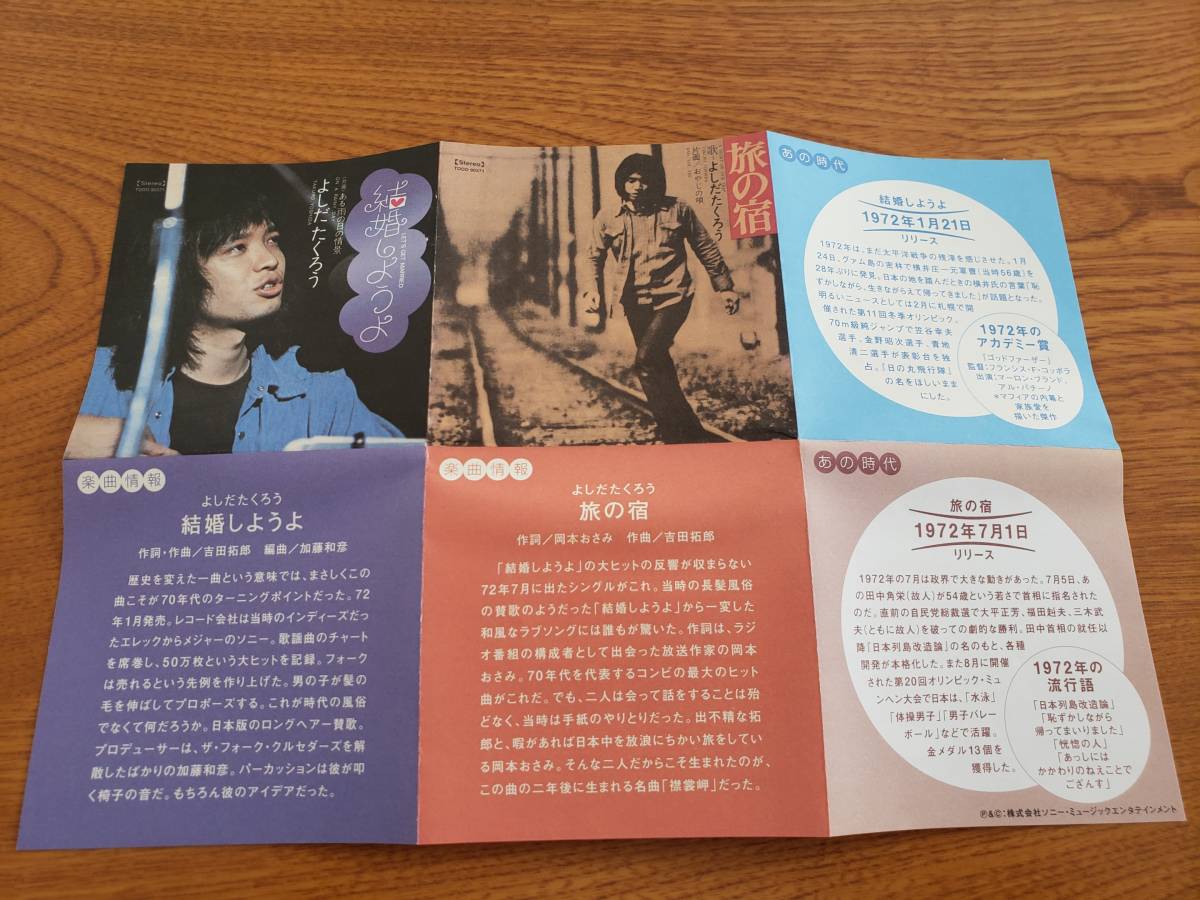 【Stereo】
TODD 90371
結婚しようよ
LET'S GET MARRIED
ある雨の日の情景
よしだたくろう
【Stereo】
TODD 90371
旅の宿
歌・よしだたくろう
片面/おやじの唄
あの時代
結婚しようよ
1972年1月21日
リリース
1972年は、まだ太平洋戦争の残滓を感じさせた。1月
24日、グァム島の密林で横井庄一元軍曹(当時56歳)を
28年ぶりに発見。日本の地を踏んだときの横井氏の言葉「恥
ずかしながら、生きながらえて帰ってきました」が話題となった。
明るいニュースとしては2月に札幌で開
催された第11回冬季オリンピック。
70m級純ジャンプで笠谷幸夫
選手、金野昭次選手、青地
清二選手が表彰台を独
占。『日の丸飛行隊』
の名をほしいまま
にした。
1972年の
アカデミー賞
『ゴッドファーザー』
監督:フランシス・F・コッポラ
出演:マーロン・ブランド、
アル・パチーノ
※マフィアの内幕と
家族愛を
描いた傑作
楽曲情報
よしだたくろう
結婚しようよ
作詞・作曲/吉田拓郎 編曲/加藤和彦
歴史を変えた一曲という意味では、まさしくこの
曲こそが70年代のターニングポイントだった。72
年1月発売。レコード会社は当時のインディーズだっ
たエレックからメジャーのソニー。歌謡曲のチャート
を席巻し、50万枚という大ヒットを記録。フォーク
は売れるという先例を作り上げた。男の子が髪の
毛を伸ばしてプロポーズする。これが時代の風俗
でなくて何だろうか。日本版のロングヘアー賛歌。
プロデューサーは、ザ・フォーク・クルセダーズを解
散したばかりの加藤和彦。パーカッションは彼が叩
く椅子の音だ。もちろん彼のアイデアだった。
楽曲情報
よしだたくろう
旅の宿
作詞/岡本おさみ 作曲/吉田拓郎
「結婚しようよ」の大ヒットの反響が収まらない
72年7月に出たシングルがこれ。当時の長髪風俗
の賛歌のようだった「結婚しようよ」から一変した
和風なラブソングには誰もが驚いた。作詞は、ラジ
オ番組の構成者として出会った放送作家の岡本
おさみ。70年代を代表するコンビの最大のヒット
曲がこれだ。でも、二人は会って話をすることは殆
どなく、当時は手紙のやりとりだった。出不精な拓
郎と、暇があれば日本中を放浪にちかい旅をしてい
る岡本おさみ。そんな二人だからこそ生まれたのが、
この曲の二年後に生まれる名曲「襟裳岬」だった。
あの時代
旅の宿
1972年7月1日
リリース
1972年の7月は政界で大きな動きがあった。7月5日、あ
の田中角栄(故人)が54歳という若さで首相に指名された
のだ。直前の自民党総裁選で大平正芳、福田赳夫、三木武
夫(ともに故人)を破っての劇的な勝利。田中首相の就任以
降「日本列島改造論」の名のもと、各種
開発が本格化した。また8月に開催
された第20回オリンピック・ミュ
ンヘン大会で日本は、「水泳」
「体操男子」「男子バレー
ボール」などで活躍。
金メダル13個を
獲得した。
1972年の
流行語
「日本列島改造論」
「恥ずかしながら
帰ってまいりました」
「恍惚の人」
「あっしには
かかわりのねえことで
ござんす」
Ⓟ&Ⓒ:株式会社ソニー・ミュージックエンタテインメント